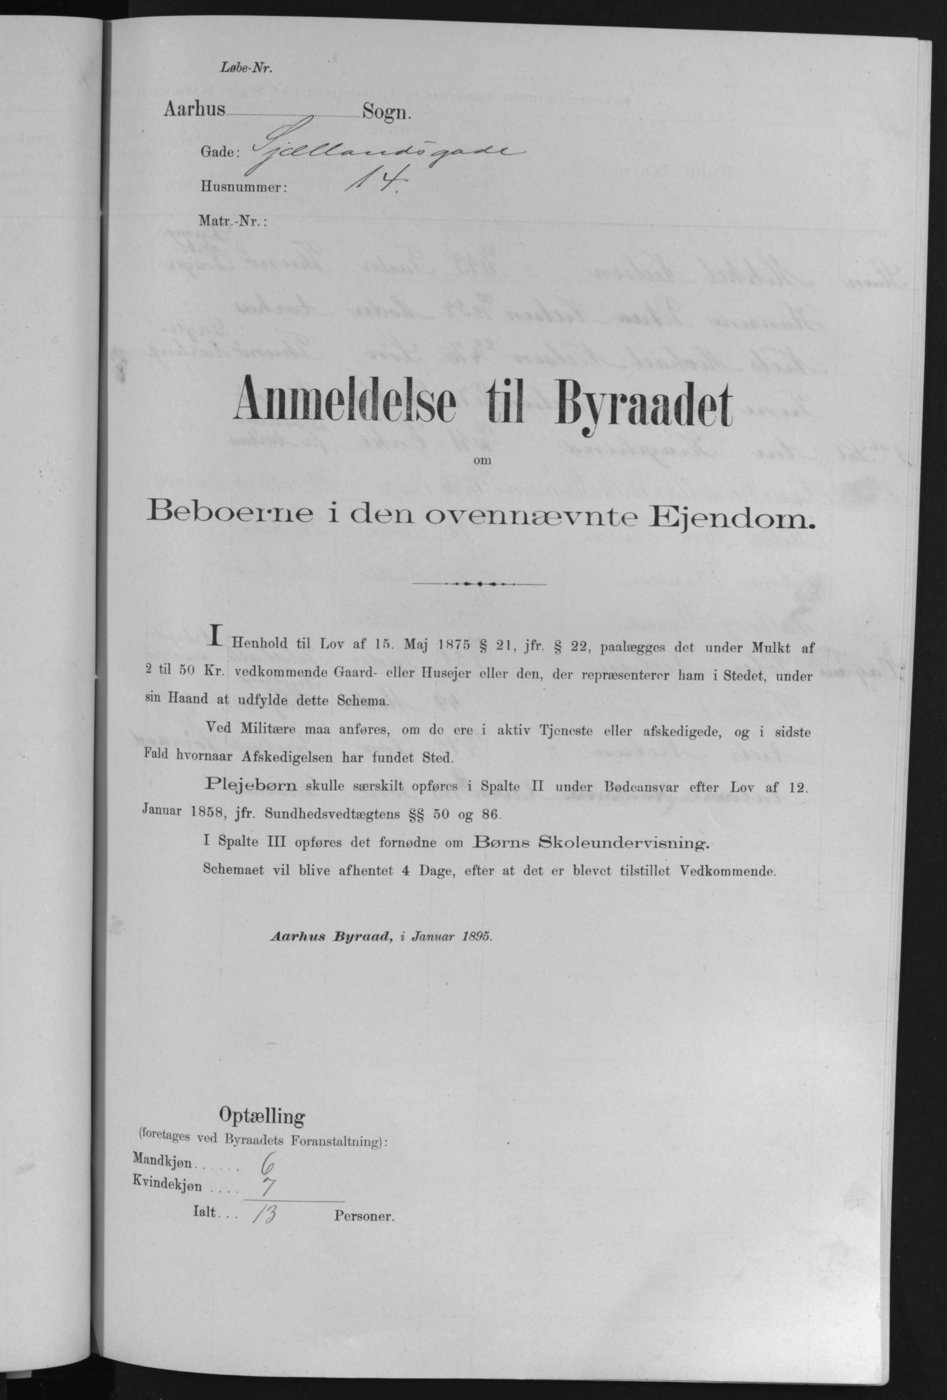 Løbe-Nr.
Aarhus Sogn.
Gade: Sjællandsgade
Husnummer: 14.
Matr.-Nr.:
Anmeldelse til Byraadet
om
Beboerne i den ovennævnte Ejendom.
I Henhold til Lov af 15. Maj 1875 § 21, jfr. § 22, paalægges det under Mulkt af
2 til 50 Kr. vedkommende Gaard- eller Husejer eller den, der repræsenterer ham i Stedet, under
sin Haand at udfylde dette Schema.
Ved Militære maa anføres, om de ere i aktiv Tjeneste eller afskedigede, og i sidste
Fald hvornaar Afskedigelsen har fundet Sted.
Plejebørn skulle særskilt opføres i Spalte II under Bødeansvar efter Lov af 12.
Januar 1858, jfr. Sundhedsvedtægtens §§ 50 og 86.
I Spalte III opføres det fornødne om Børns Skoleundervisning.
Schemaet vil blive afhentet 4 Dage, efter at det er blevet tilstillet Vedkommende.
Aarhus Byraad, i Januar 1895.
Optælling
(foretages ved Byraadets Foranstaltning):
Mandkjøn...... 6
Kvindekjøn .... 7
Ialt... 13 Personer.